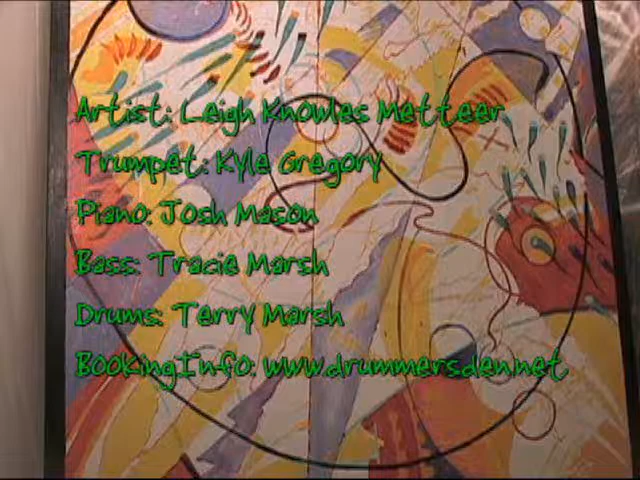 Artist: Leigh Knowles Metteer
Trumpet: Kyle Gregory
Piano: Josh Mason
Bass: Tracie Marsh
Drums: Terry Marsh
BookingInfo: www.drummersden.net